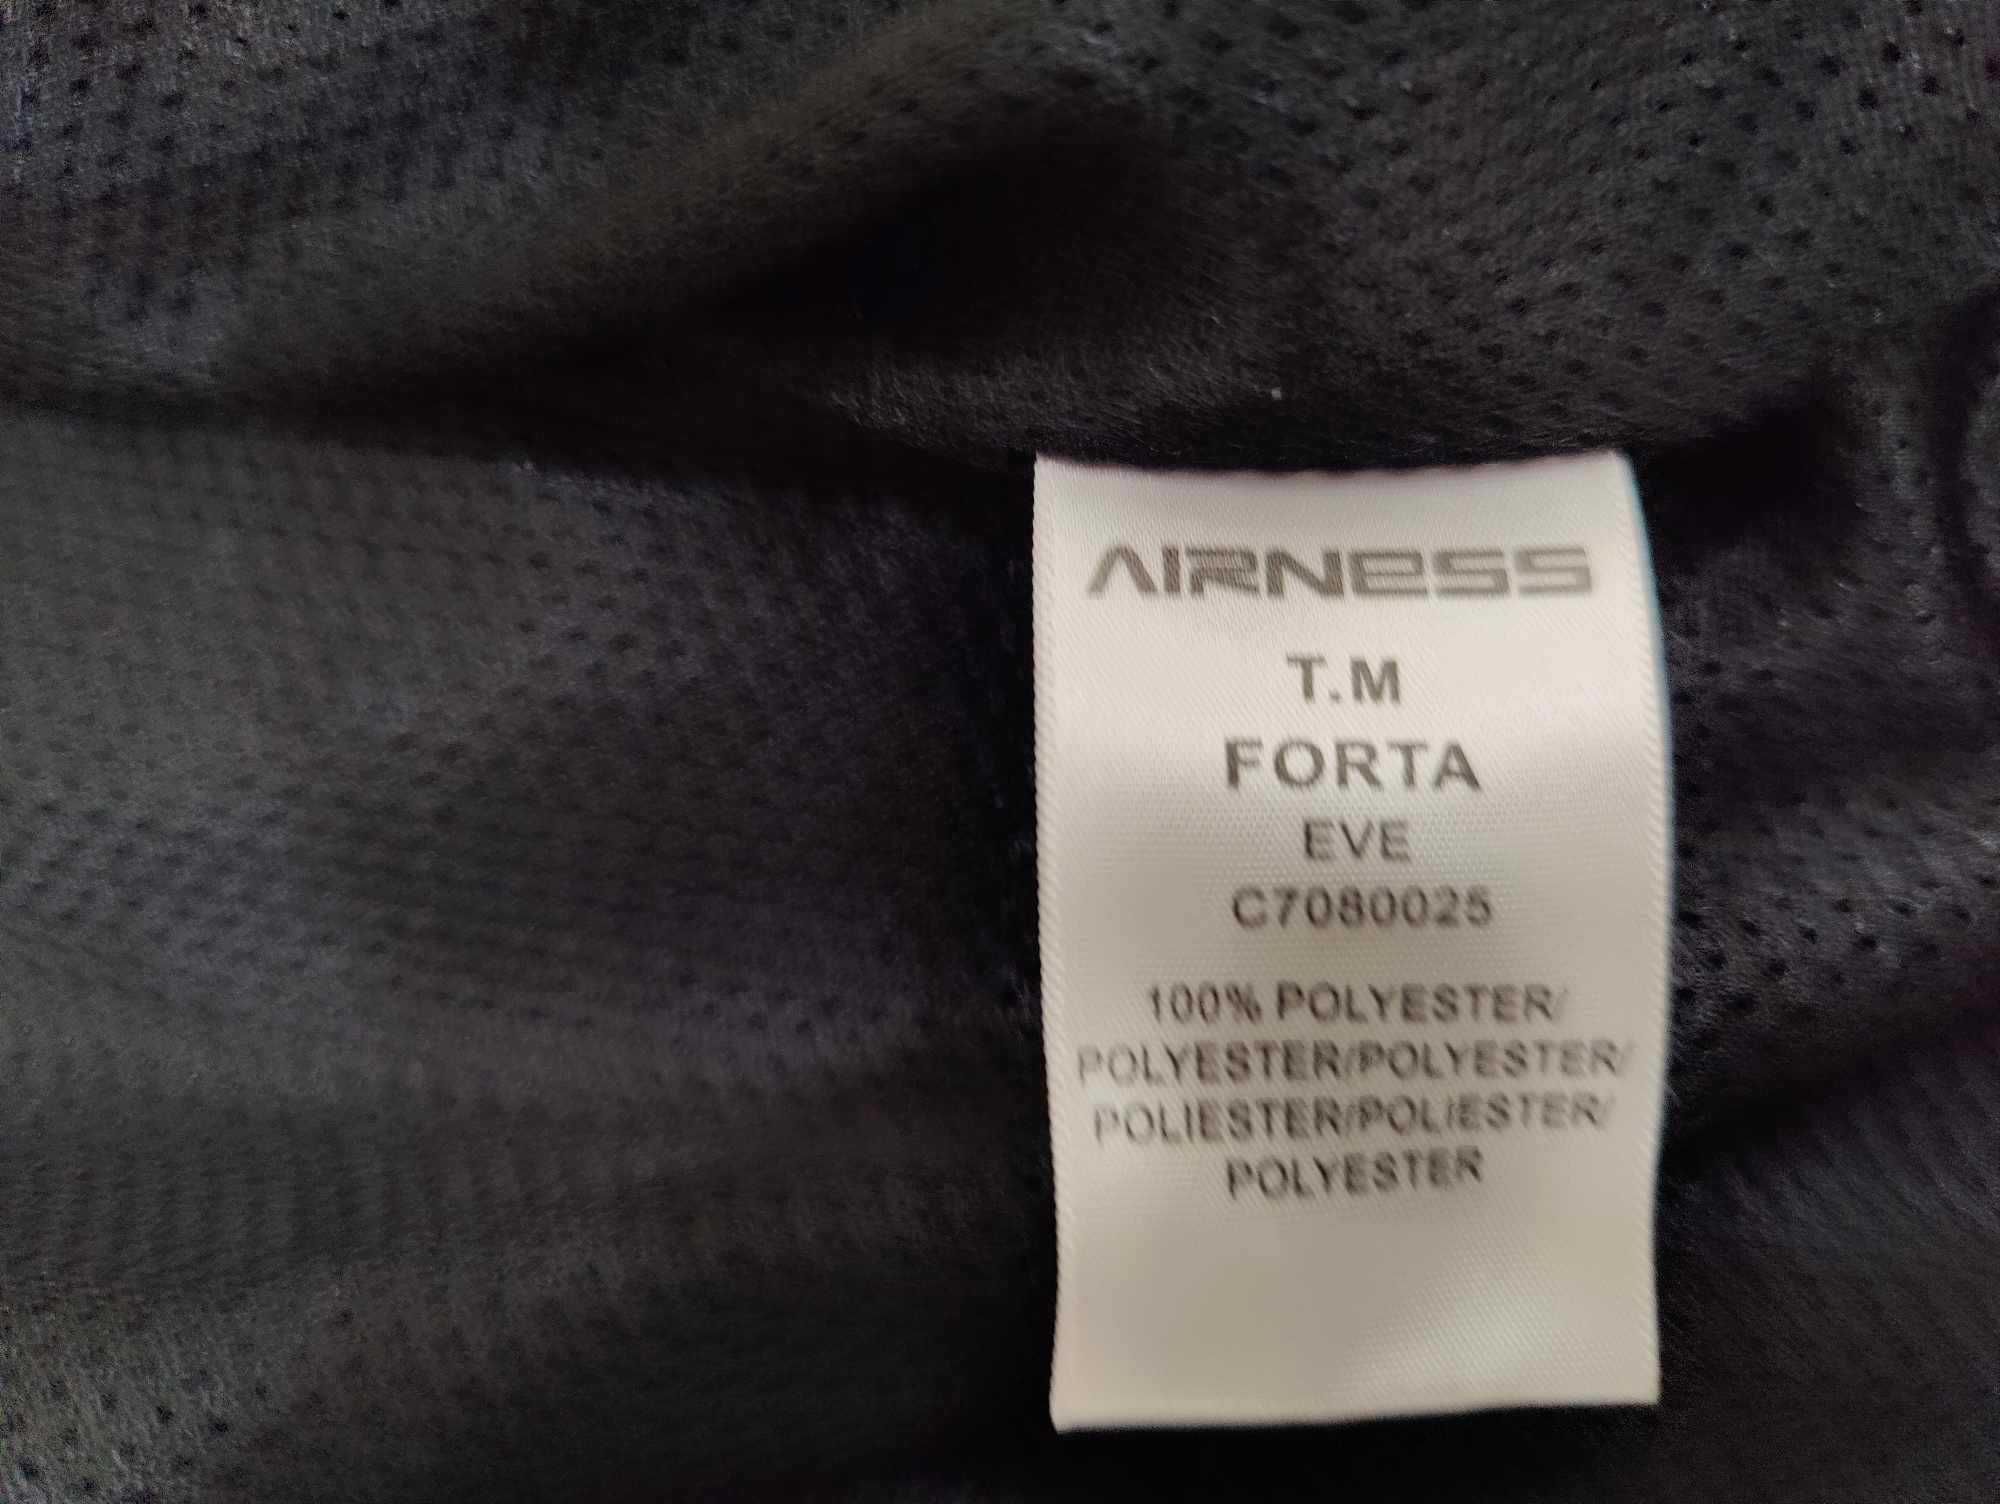 AIRNESS
T.M
FORTA
EVE
C7080025
100% POLYESTER/
POLYESTER/POLYESTER/
POLIESTER/POLIESTER/
POLYESTER